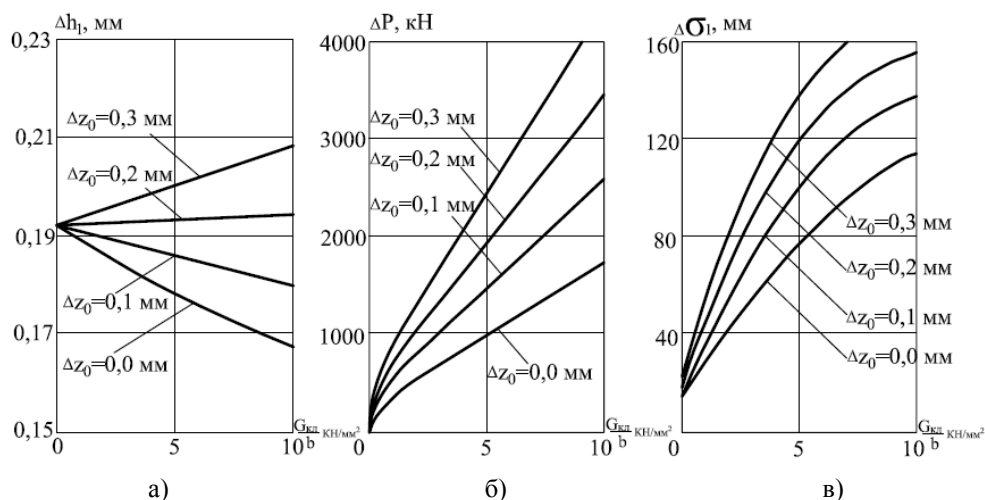 Δh₁, мм
0,23
0,21
0,19
0,17
0,15
Δz₀=0,3 мм
Δz₀=0,2 мм
Δz₀=0,1 мм
Δz₀=0,0 мм
0
5
10
Gкл/b КН/мм²
а)
ΔP, кН
4000
3000
2000
1000
Δz₀=0,3 мм
Δz₀=0,2 мм
Δz₀=0,1 мм
Δz₀=0,0 мм
0
5
10
Gкл/b КН/мм²
б)
Δσ₁, мм
160
120
80
40
Δz₀=0,3 мм
Δz₀=0,2 мм
Δz₀=0,1 мм
Δz₀=0,0 мм
0
5
10
Gкл/b КН/мм²
в)